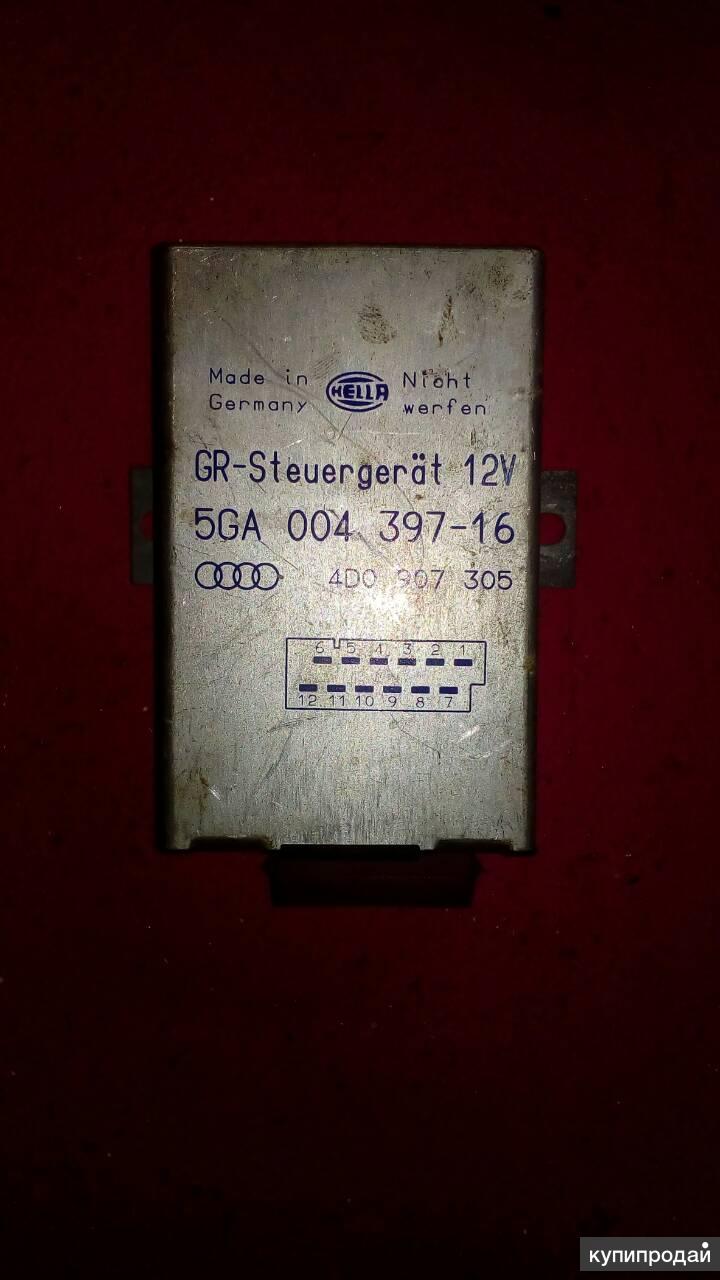 Made in HELLA Nicht
Germany werfen
GR-Steuergerät 12V
5GA 004 397-16
4D0 907 305
6 5 4 3 2 1
12 11 10 9 8 7
купипродай